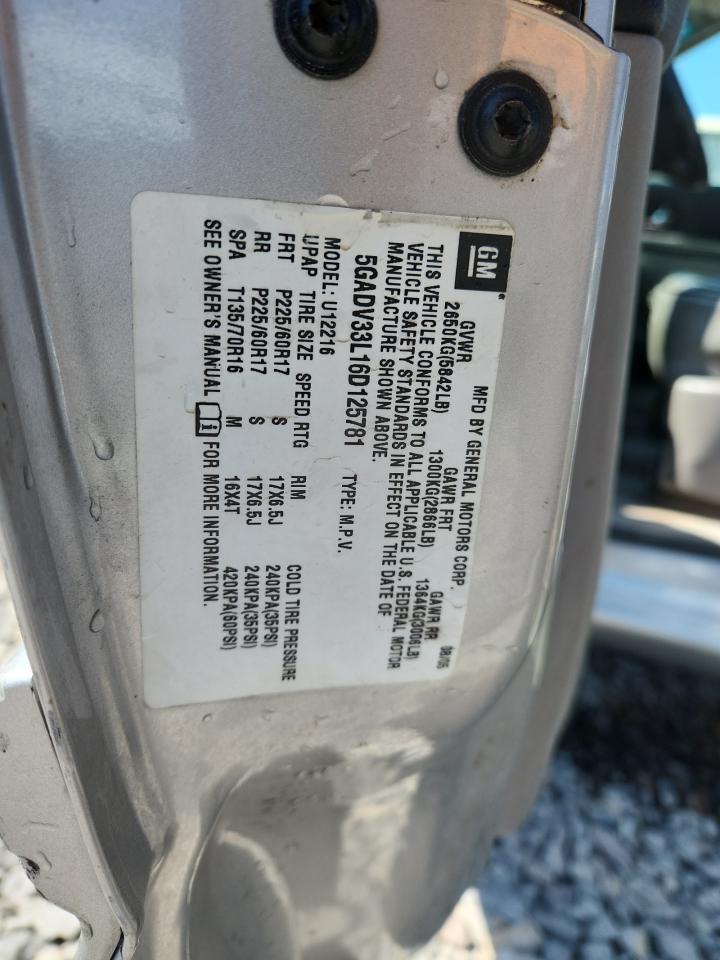 GM
MFD BY GENERAL MOTORS CORP. 08/05
GVWR GAWR FRT GAWR RR
2650KG(5842LB) 1300KG(2866LB) 1364KG(3006LB)
THIS VEHICLE CONFORMS TO ALL APPLICABLE U.S. FEDERAL MOTOR
VEHICLE SAFETY STANDARDS IN EFFECT ON THE DATE OF
MANUFACTURE SHOWN ABOVE.
5GADV33L16D125781 TYPE: M.P.V.
MODEL: U12216
UPAP TIRE SIZE SPEED RTG RIM COLD TIRE PRESSURE
FRT P225/60R17 S 17X6.5J 240KPA(35PSI)
RR P225/60R17 S 17X6.5J 240KPA(35PSI)
SPA T135/70R16 M 16X4T 420KPA(60PSI)
SEE OWNER'S MANUAL FOR MORE INFORMATION.